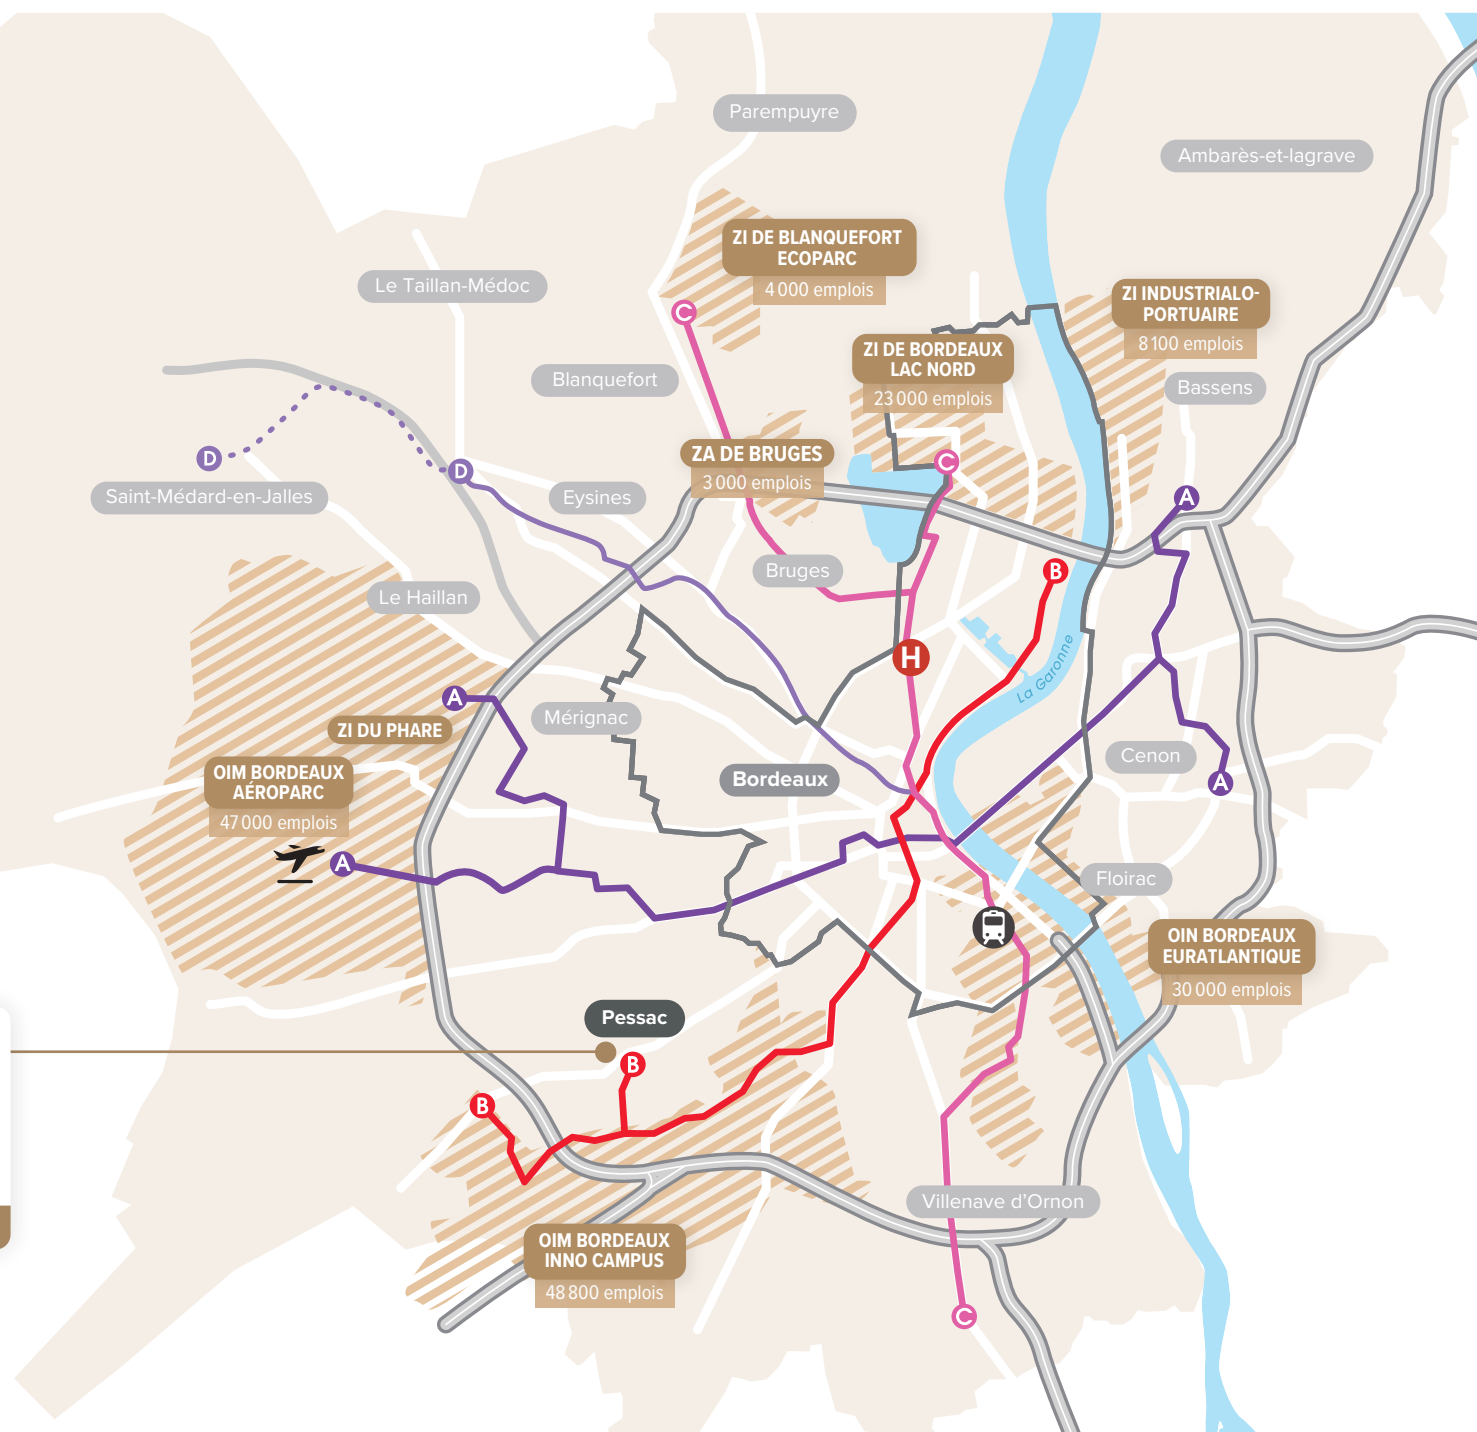 Parempuyre
Ambarès-et-lagrave
ZI DE BLANQUEFORT
ECOPARC
4 000 emplois
Le Taillan-Médoc
ZI INDUSTRIALO-
PORTUAIRE
8 100 emplois
C
ZI DE BORDEAUX
LAC NORD
23 000 emplois
Blanquefort
Bassens
ZA DE BRUGES
3 000 emplois
D
D
C
Saint-Médard-en-Jalles
Eysines
A
Bruges
B
Le Haillan
H
La Garonne
A
Mérignac
ZI DU PHARE
Cenon
OIM BORDEAUX
AÉROPARC
47 000 emplois
Bordeaux
A
A
Floirac
OIN BORDEAUX
EURATLANTIQUE
30 000 emplois
Pessac
B
B
Villenave d’Ornon
OIM BORDEAUX
INNO CAMPUS
48 800 emplois
C